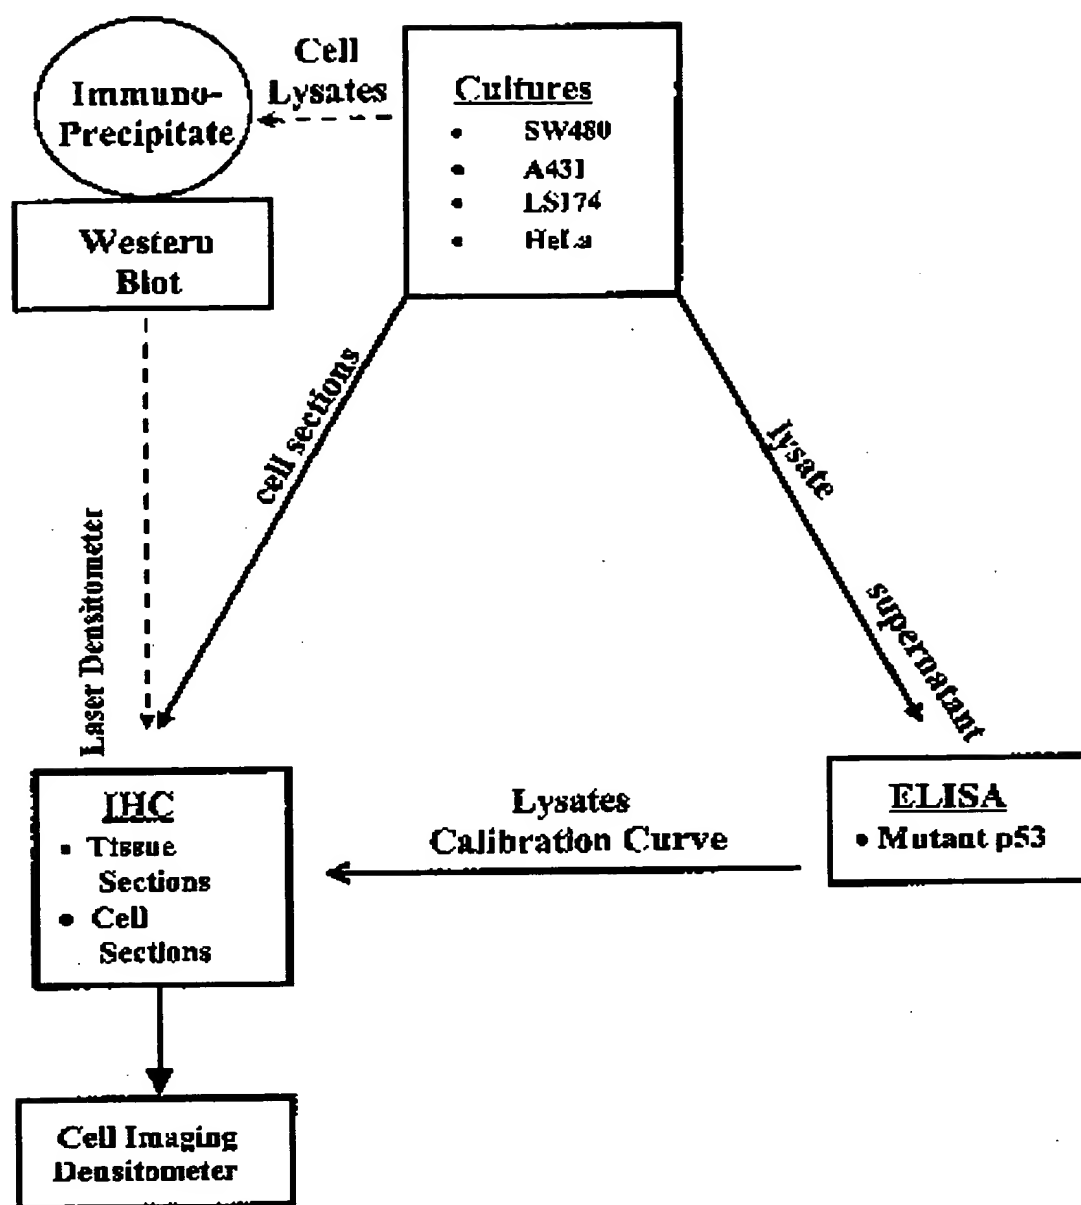 Immuno-
Precipitate
Cell
Lysates
Cultures
• SW480
• A431
• LS174
• HeLa
Western
Blot
cell sections
lysate
supernatant
Laser Densitometer
IHC
▪ Tissue
Sections
• Cell
Sections
Lysates
Calibration Curve
ELISA
• Mutant p53
Cell Imaging
Densitometer